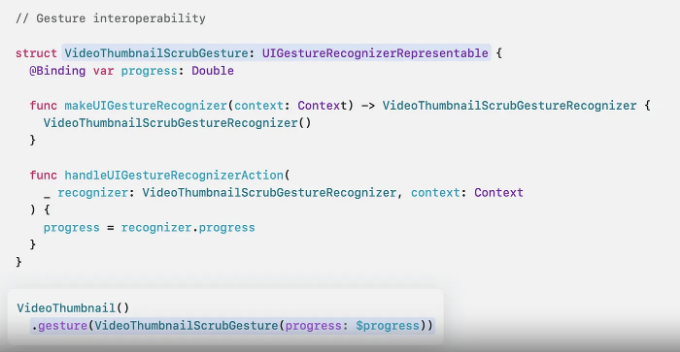 // Gesture interoperability
struct VideoThumbnailScrubGesture: UIGestureRecognizerRepresentable {
@Binding var progress: Double
func makeUIGestureRecognizer(context: Context) -> VideoThumbnailScrubGestureRecognizer {
VideoThumbnailScrubGestureRecognizer()
}
func handleUIGestureRecognizerAction(
_ recognizer: VideoThumbnailScrubGestureRecognizer, context: Context
) {
progress = recognizer.progress
}
}
VideoThumbnail()
.gesture(VideoThumbnailScrubGesture(progress: $progress))